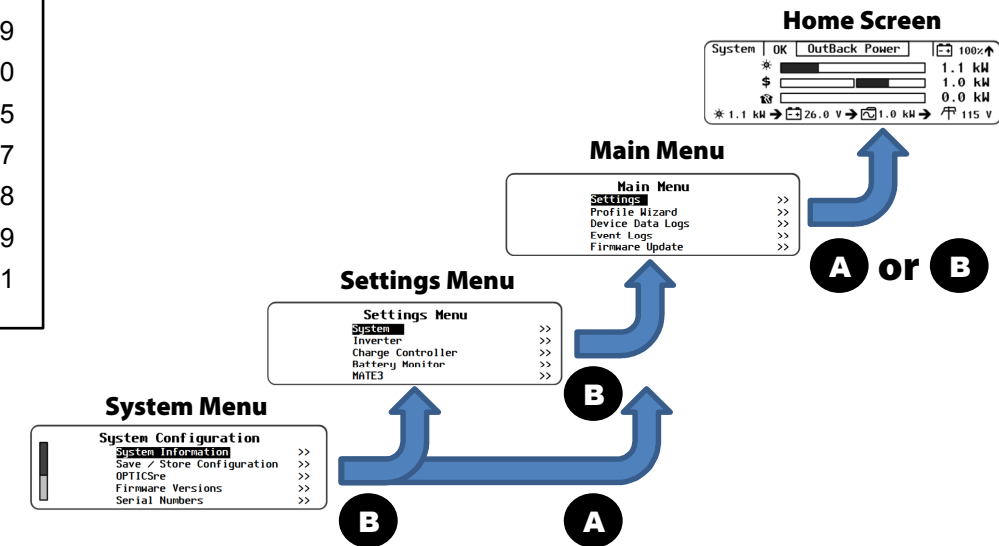 9
0
5
7
8
9
1
Home Screen
System OK OutBack Power 100%↑
1.1 kW
$ 1.0 kW
0.0 kW
1.1 kW → 26.0 V → 1.0 kW → 115 V
Main Menu
Main Menu
Settings >>
Profile Wizard >>
Device Data Logs >>
Event Logs >>
Firmware Update >>
A or B
Settings Menu
Settings Menu
System >>
Inverter >>
Charge Controller >>
Battery Monitor >>
MATE3 >>
B
System Menu
System Configuration
System Information >>
Save / Store Configuration >>
OPTICSre >>
Firmware Versions >>
Serial Numbers >>
B
A